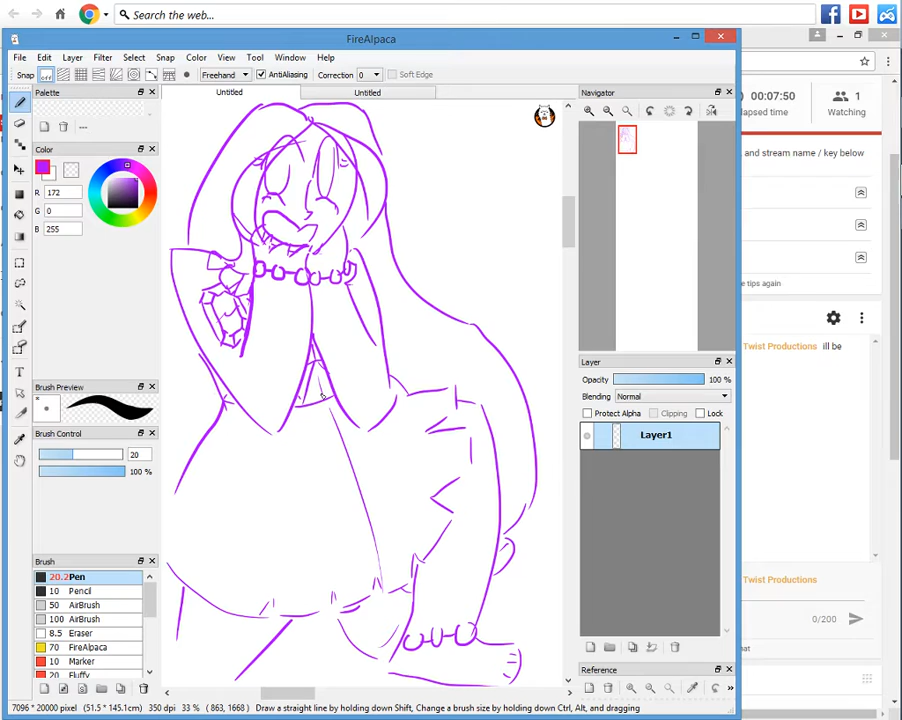 Search the web...
FireAlpaca
File Edit Layer Filter Select Snap Color View Tool Window Help
Snap off Freehand AntiAliasing Correction 0 Soft Edge
Palette
Untitled Untitled
Navigator
00:07:50 1
lapsed time Watching
and stream name / key below
---
Color
R 172
G 0
B 255
e tips again
Twist Productions ill be
Layer
Opacity 100 %
Blending Normal
Protect Alpha Clipping Lock
Layer1
Brush Preview
Brush Control
20
100 %
Brush
20.2 Pen
10 Pencil
50 AirBrush
50 AirBrush
8.5 Eraser
70 FireAlpaca
10 Marker
10 Fluffy
Twist Productions
0/200
hat
Reference
7096 * 20000 pixel (51.5 * 145.1cm) 350 dpi 33 % ( 863, 1668 ) Draw a straight line by holding down Shift, Change a brush size by holding down Ctrl, Alt, and dragging